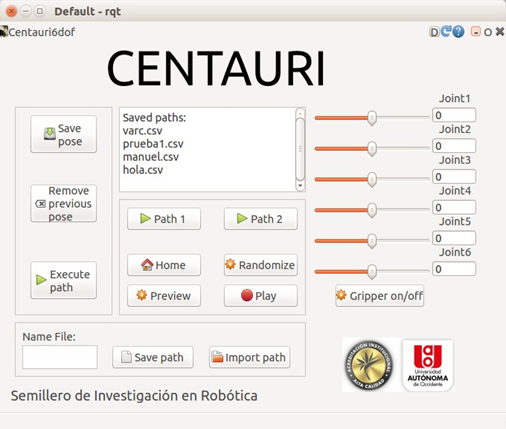 Default - rqt
Centauri6dof
D
O
CENTAURI
Save
pose
Remove
previous
pose
Execute
path
Saved paths:
varc.csv
prueba1.csv
manuel.csv
hola.csv
Path 1
Path 2
Home
Randomize
Preview
Play
Joint1
0
Joint2
0
Joint3
0
Joint4
0
Joint5
0
Joint6
0
Gripper on/off
Name File:
Save path
Import path
ACREDITACIÓN INSTITUCIONAL
ALTA CALIDAD
Universidad
AUTÓNOMA
de Occidente
Semillero de Investigación en Robótica